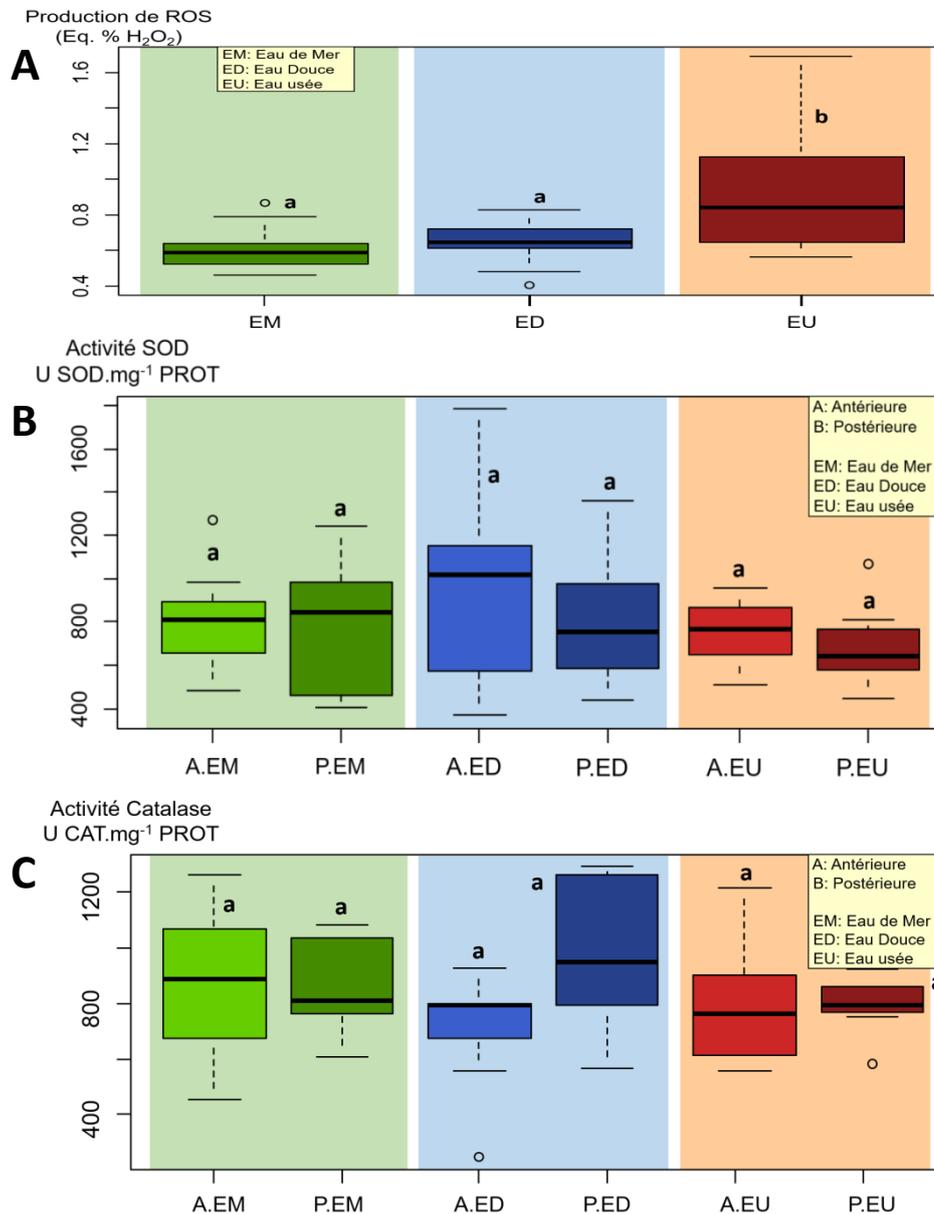 Production de ROS
(Eq. % H₂O₂)
A
EM: Eau de Mer
ED: Eau Douce
EU: Eau usée
1.6
1.2
0.8
0.4
a
a
b
EM
ED
EU
Activité SOD
U SOD.mg⁻¹ PROT
B
A: Antérieure
B: Postérieure
EM: Eau de Mer
ED: Eau Douce
EU: Eau usée
1600
1200
800
400
a
a
a
a
a
a
A.EM
P.EM
A.ED
P.ED
A.EU
P.EU
Activité Catalase
U CAT.mg⁻¹ PROT
C
A: Antérieure
B: Postérieure
EM: Eau de Mer
ED: Eau Douce
EU: Eau usée
1200
800
400
a
a
a
a
a
A.EM
P.EM
A.ED
P.ED
A.EU
P.EU